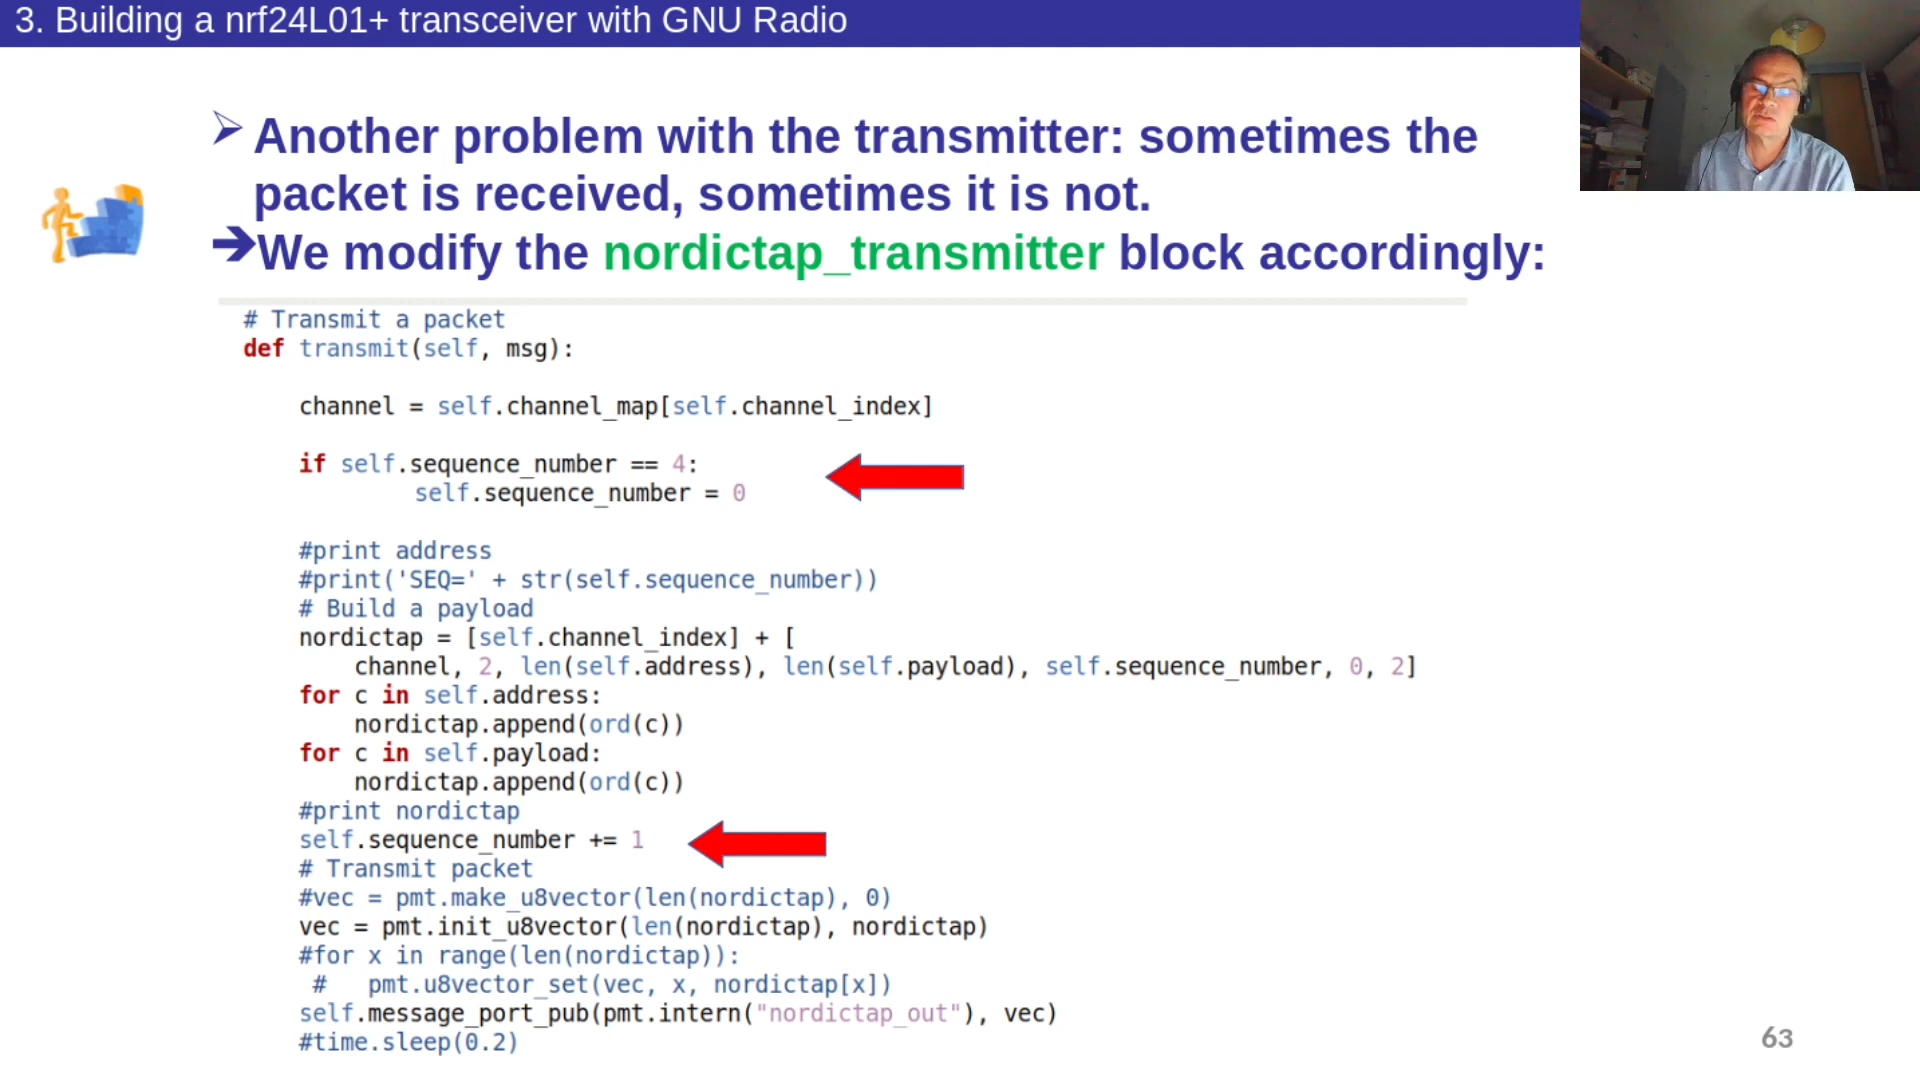 3. Building a nrf24L01+ transceiver with GNU Radio
Another problem with the transmitter: sometimes the
packet is received, sometimes it is not.
We modify the nordictap_transmitter block accordingly:
# Transmit a packet
def transmit(self, msg):
channel = self.channel_map[self.channel_index]
if self.sequence_number == 4:
self.sequence_number = 0
#print address
#print('SEQ=' + str(self.sequence_number))
# Build a payload
nordictap = [self.channel_index] + [
channel, 2, len(self.address), len(self.payload), self.sequence_number, 0, 2]
for c in self.address:
nordictap.append(ord(c))
for c in self.payload:
nordictap.append(ord(c))
#print nordictap
self.sequence_number += 1
# Transmit packet
#vec = pmt.make_u8vector(len(nordictap), 0)
vec = pmt.init_u8vector(len(nordictap), nordictap)
#for x in range(len(nordictap)):
#   pmt.u8vector_set(vec, x, nordictap[x])
self.message_port_pub(pmt.intern("nordictap_out"), vec)
#time.sleep(0.2)
63